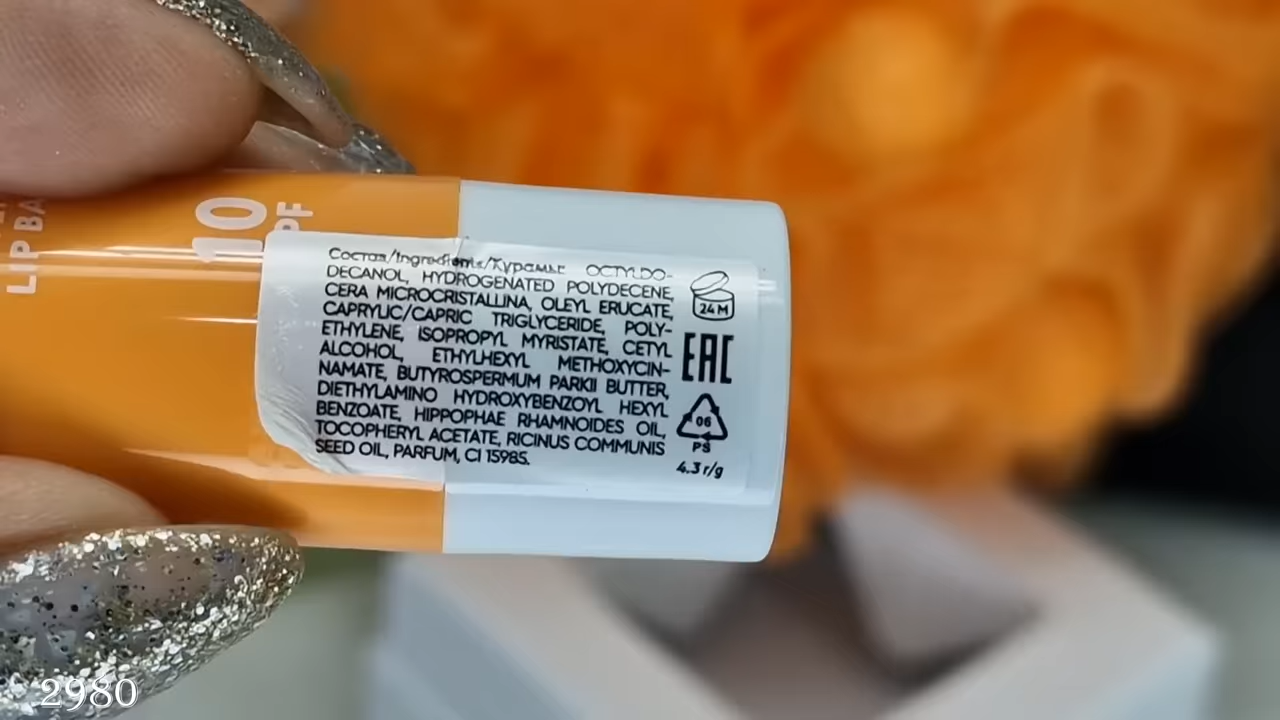 LIP BA
10
PF
Состав/Ingredients/Құрамы: OCTYLDO-
DECANOL, HYDROGENATED POLYDECENE,
CERA MICROCRISTALLINA, OLEYL ERUCATE,
CAPRYLIC/CAPRIC TRIGLYCERIDE, POLY-
ETHYLENE, ISOPROPYL MYRISTATE, CETYL
ALCOHOL, ETHYLHEXYL METHOXYCIN-
NAMATE, BUTYROSPERMUM PARKII BUTTER,
DIETHYLAMINO HYDROXYBENZOYL HEXYL
BENZOATE, HIPPOPHAE RHAMNOIDES OIL,
TOCOPHERYL ACETATE, RICINUS COMMUNIS
SEED OIL, PARFUM, CI 15985.
24 M
EAC
06
PS
4.3 г/g
2980